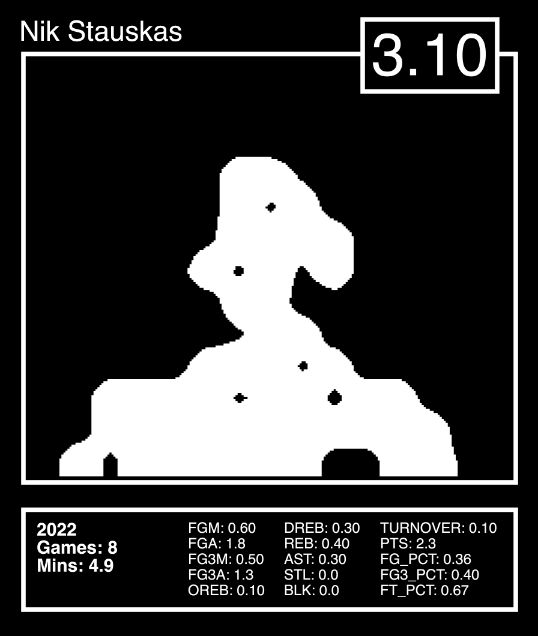 Nik Stauskas
3.10
2022
Games: 8
Mins: 4.9
FGM: 0.60
FGA: 1.8
FG3M: 0.50
FG3A: 1.3
OREB: 0.10
DREB: 0.30
REB: 0.40
AST: 0.30
STL: 0.0
BLK: 0.0
TURNOVER: 0.10
PTS: 2.3
FG_PCT: 0.36
FG3_PCT: 0.40
FT_PCT: 0.67